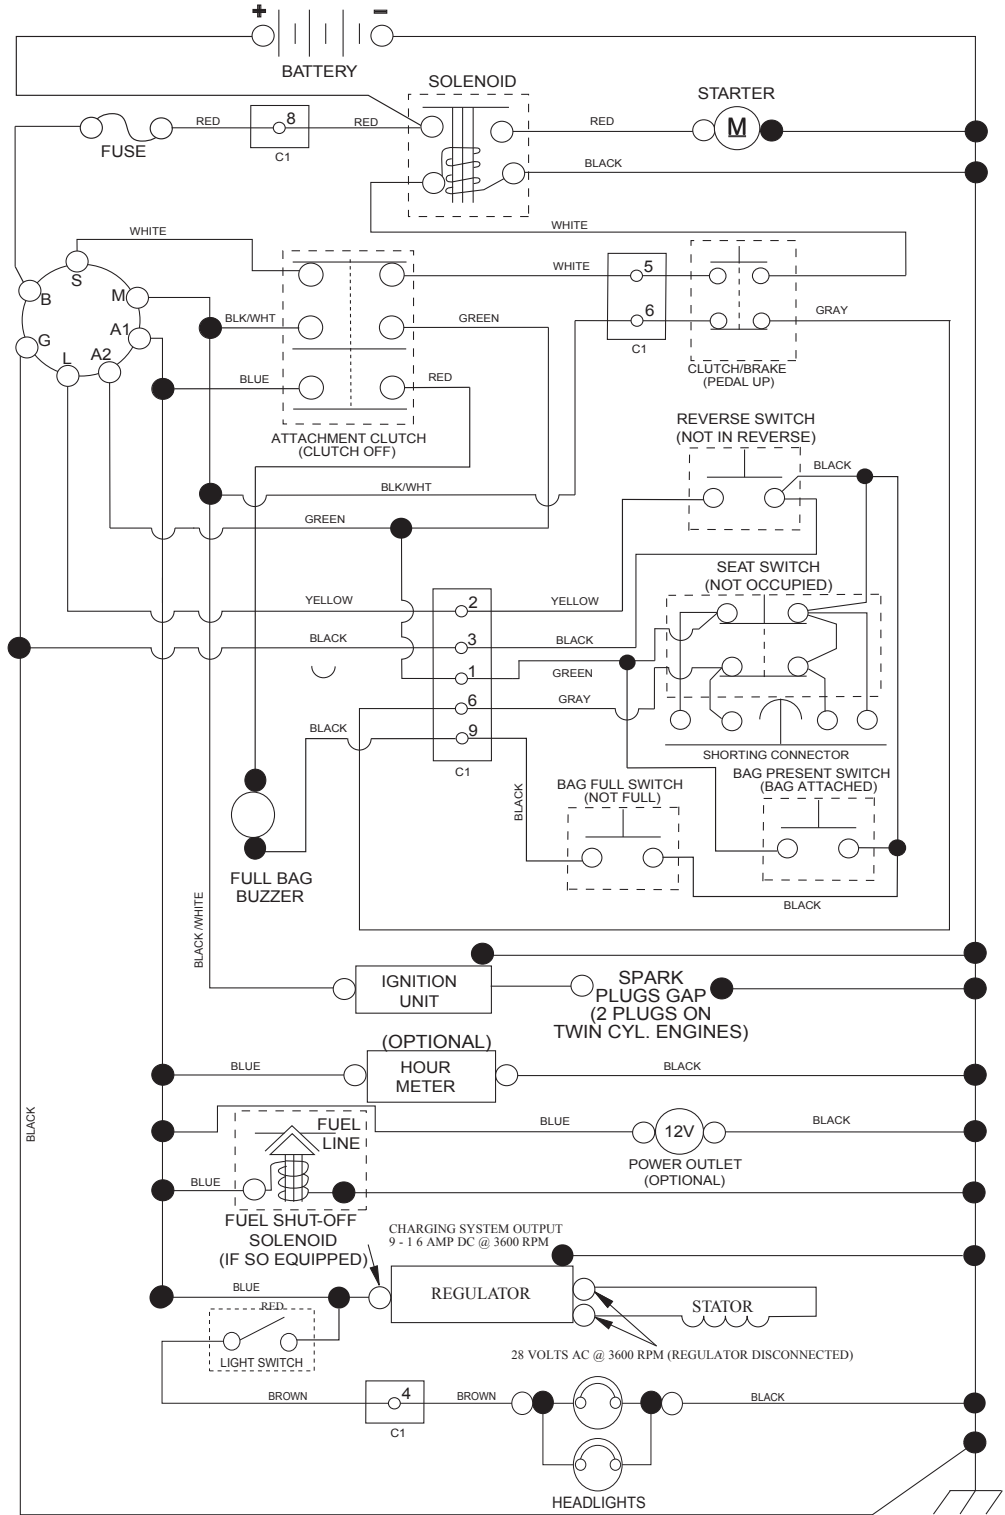 + -
BATTERY
SOLENOID
STARTER
M
RED
8
RED
RED
FUSE
C1
BLACK
WHITE
WHITE
S
B
M
A1
G
A2
L
WHITE
5
6
C1
BLK/WHT
GREEN
GRAY
BLUE
RED
CLUTCH/BRAKE
(PEDAL UP)
ATTACHMENT CLUTCH
(CLUTCH OFF)
REVERSE SWITCH
(NOT IN REVERSE)
BLACK
BLK/WHT
GREEN
SEAT SWITCH
(NOT OCCUPIED)
YELLOW
2
YELLOW
BLACK
3
BLACK
1
GREEN
6
GRAY
BLACK
9
C1
SHORTING CONNECTOR
BLACK
BAG FULL SWITCH
(NOT FULL)
BAG PRESENT SWITCH
(BAG ATTACHED)
FULL BAG
BUZZER
BLACK
BLACK /WHITE
IGNITION
UNIT
SPARK
PLUGS GAP
(2 PLUGS ON
TWIN CYL. ENGINES)
(OPTIONAL)
HOUR
METER
BLUE
BLACK
BLACK
FUEL
LINE
BLUE
12V
BLACK
POWER OUTLET
(OPTIONAL)
BLUE
FUEL SHUT-OFF
SOLENOID
(IF SO EQUIPPED)
CHARGING SYSTEM OUTPUT
9 - 1 6 AMP DC @ 3600 RPM
BLUE
REGULATOR
STATOR
RED
LIGHT SWITCH
28 VOLTS AC @ 3600 RPM (REGULATOR DISCONNECTED)
BROWN
4
C1
BROWN
BLACK
HEADLIGHTS